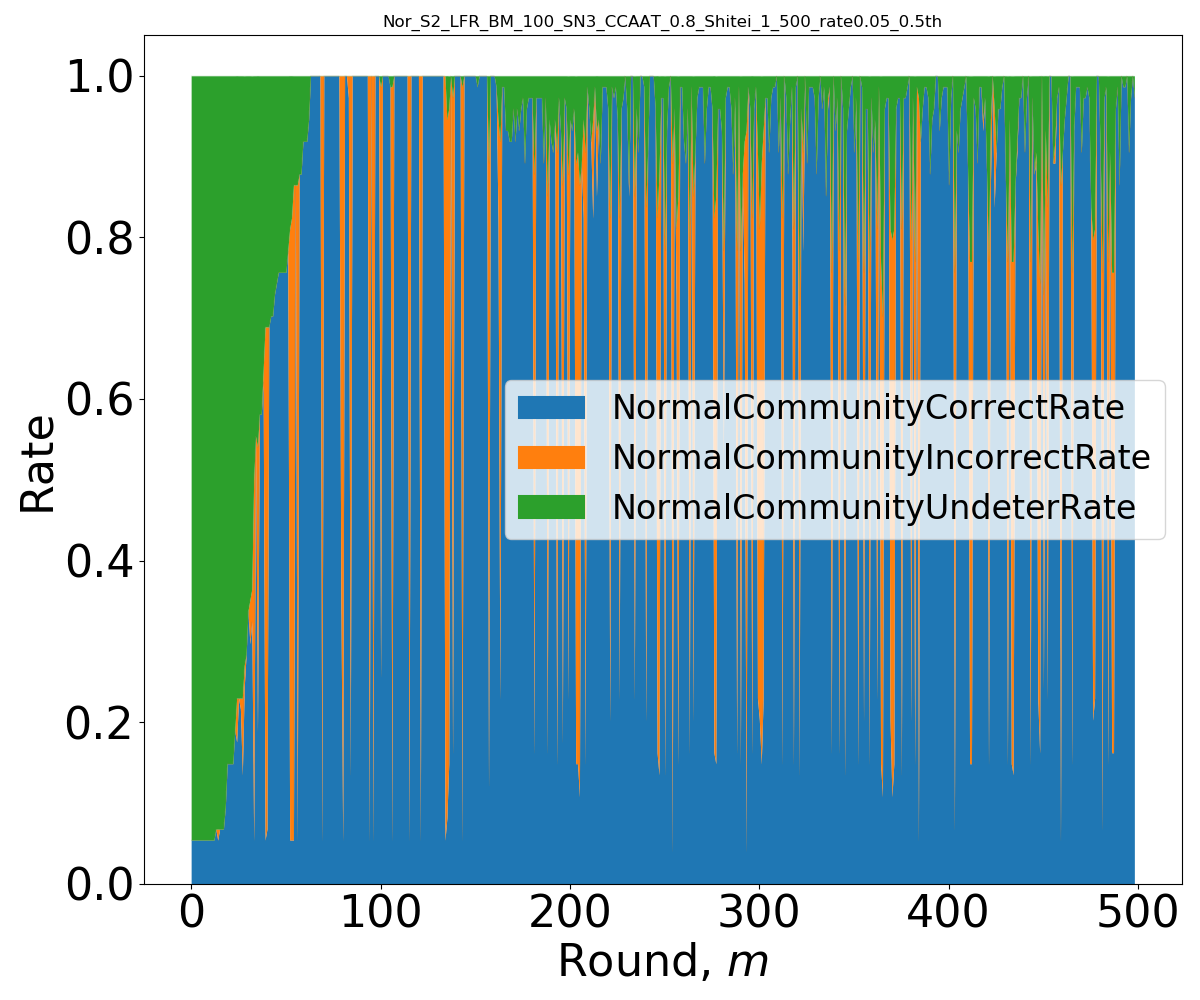 Nor_S2_LFR_BM_100_SN3_CCAAT_0.8_Shitei_1_500_rate0.05_0.5th
1.0
0.8
0.6
0.4
0.2
0.0
Rate
NormalCommunityCorrectRate
NormalCommunityIncorrectRate
NormalCommunityUndeterRate
0 100 200 300 400 500
Round, m